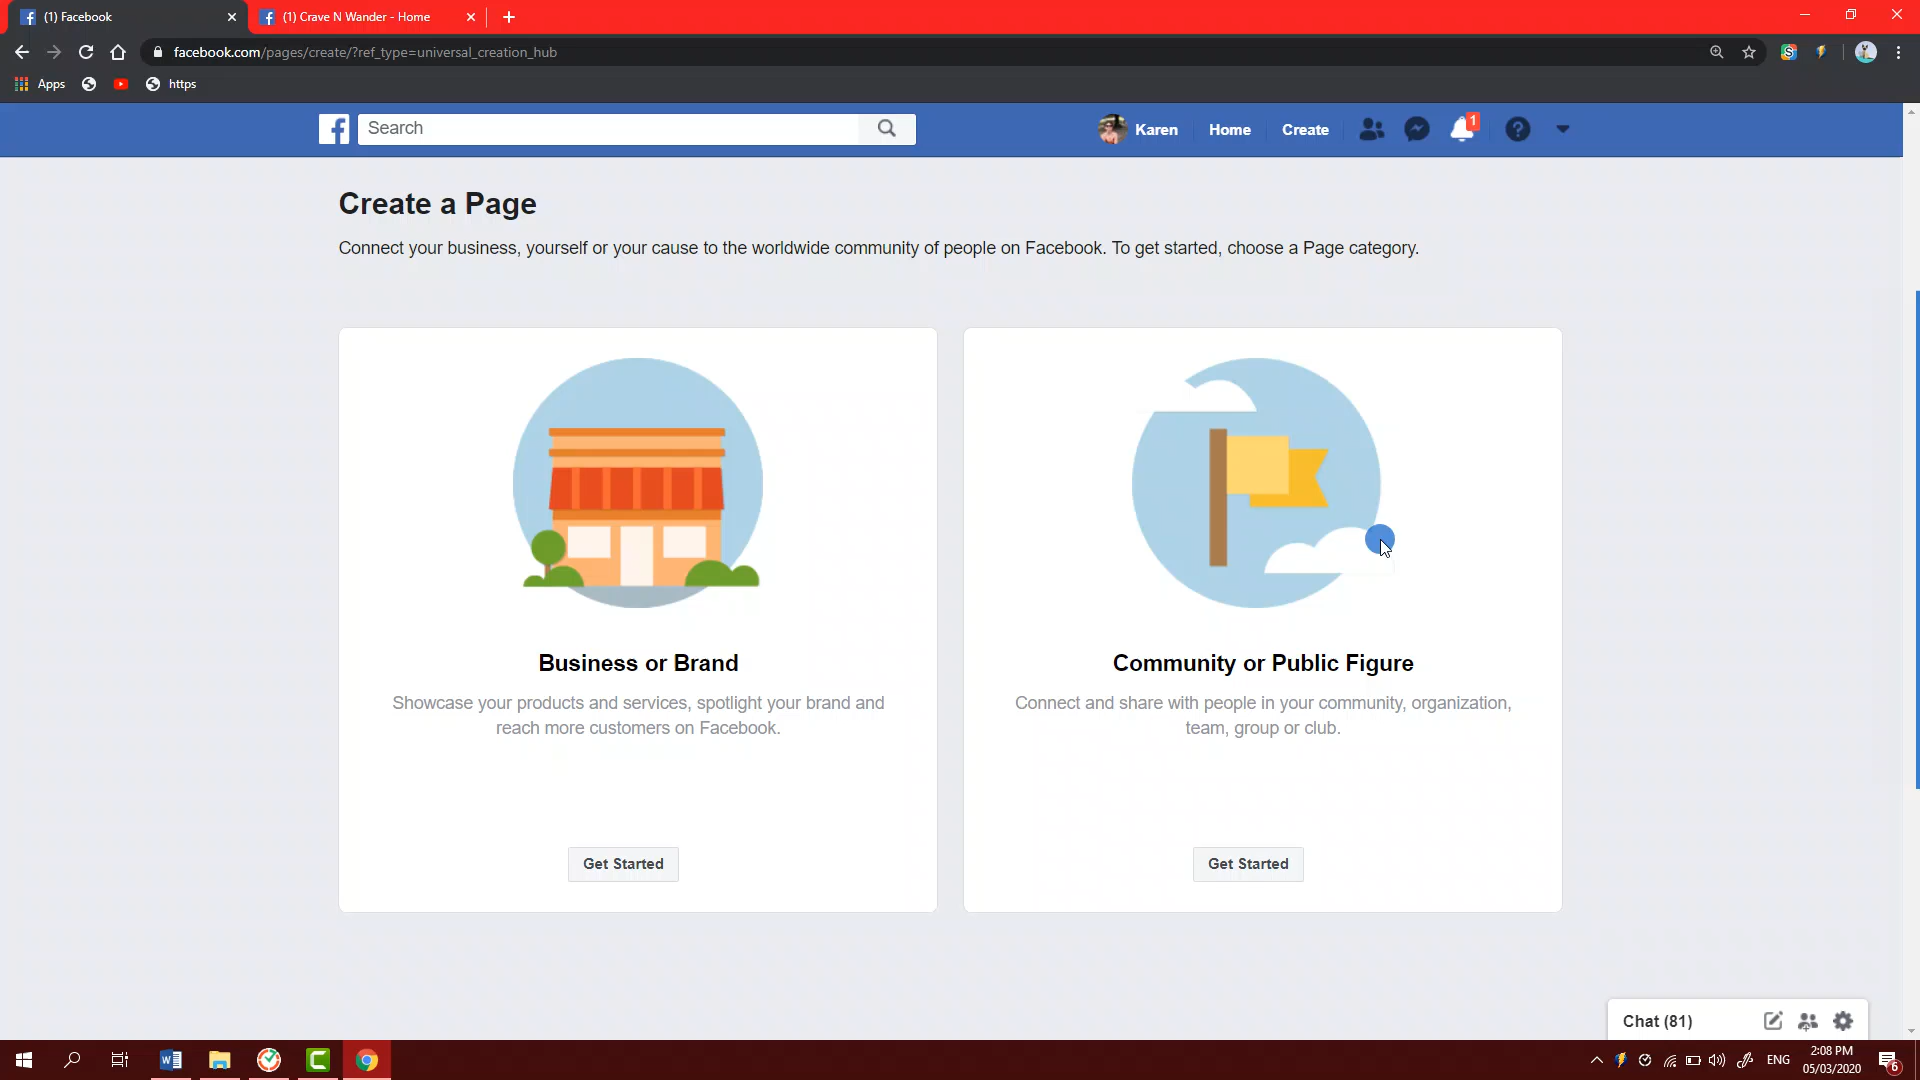 (1) Facebook
(1) Crave N Wander - Home
facebook.com/pages/create/?ref_type=universal_creation_hub
Apps
https
Search
Karen
Home
Create
1
Create a Page
Connect your business, yourself or your cause to the worldwide community of people on Facebook. To get started, choose a Page category.
Business or Brand
Showcase your products and services, spotlight your brand and
reach more customers on Facebook.
Get Started
Community or Public Figure
Connect and share with people in your community, organization,
team, group or club.
Get Started
Chat (81)
ENG
2:08 PM
05/03/2020
6